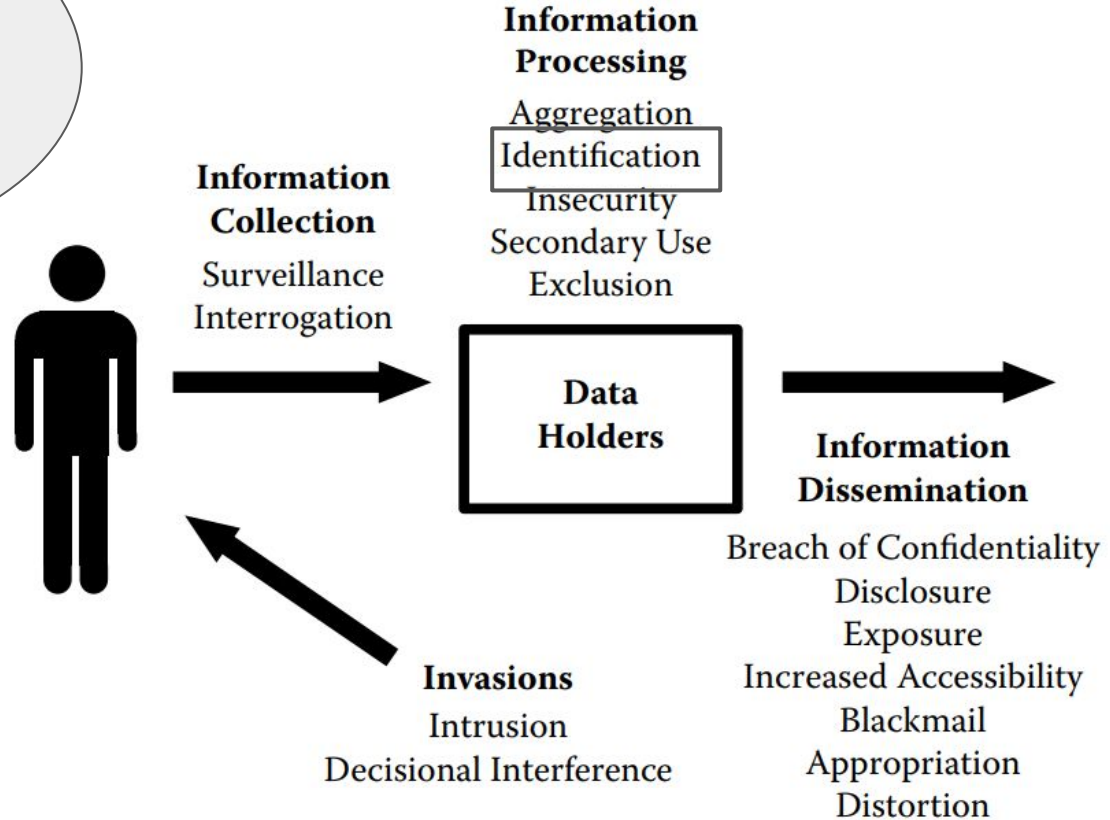 Information
Processing
Aggregation
Identification
Insecurity
Secondary Use
Exclusion
Information
Collection
Surveillance
Interrogation
Data
Holders
Information
Dissemination
Breach of Confidentiality
Disclosure
Exposure
Increased Accessibility
Blackmail
Appropriation
Distortion
Invasions
Intrusion
Decisional Interference